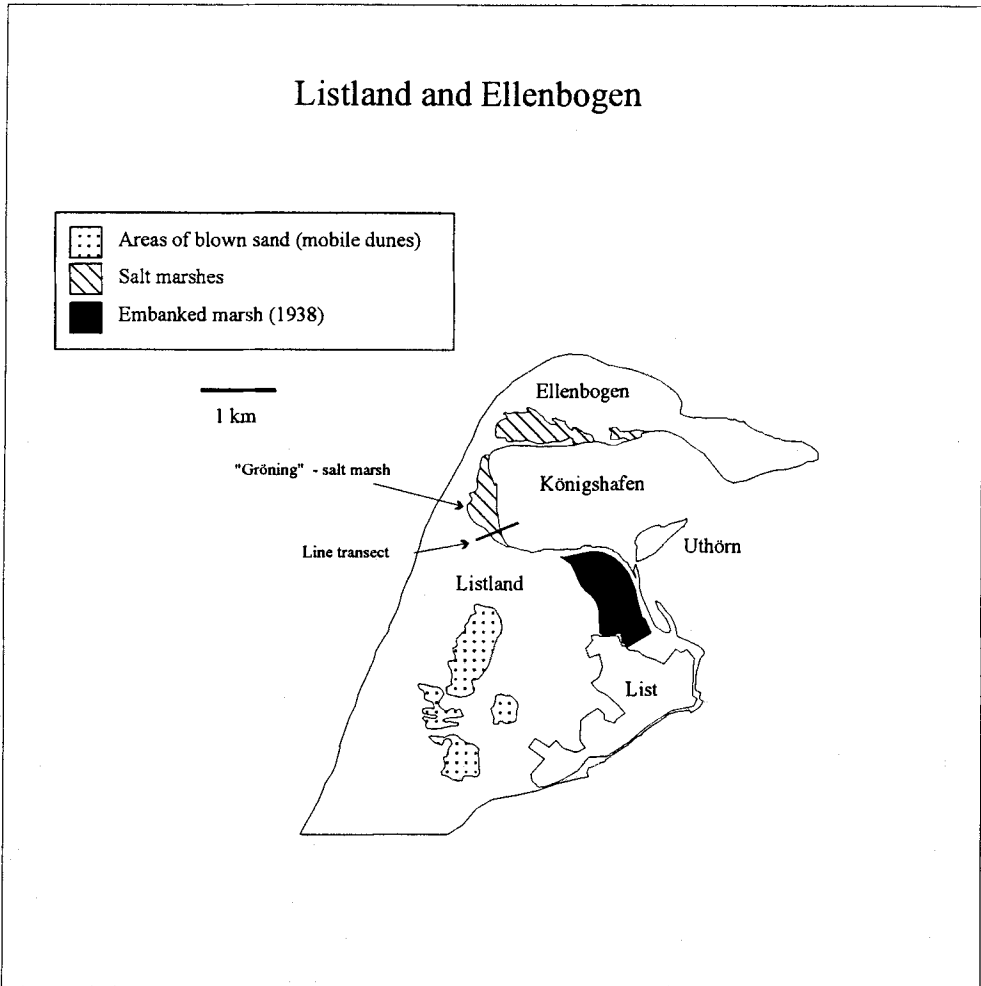 Listland and Ellenbogen
Areas of blown sand (mobile dunes)
Salt marshes
Embanked marsh (1938)
1 km
Ellenbogen
"Gröning" - salt marsh
Königshafen
Line transect
Uthörn
Listland
List